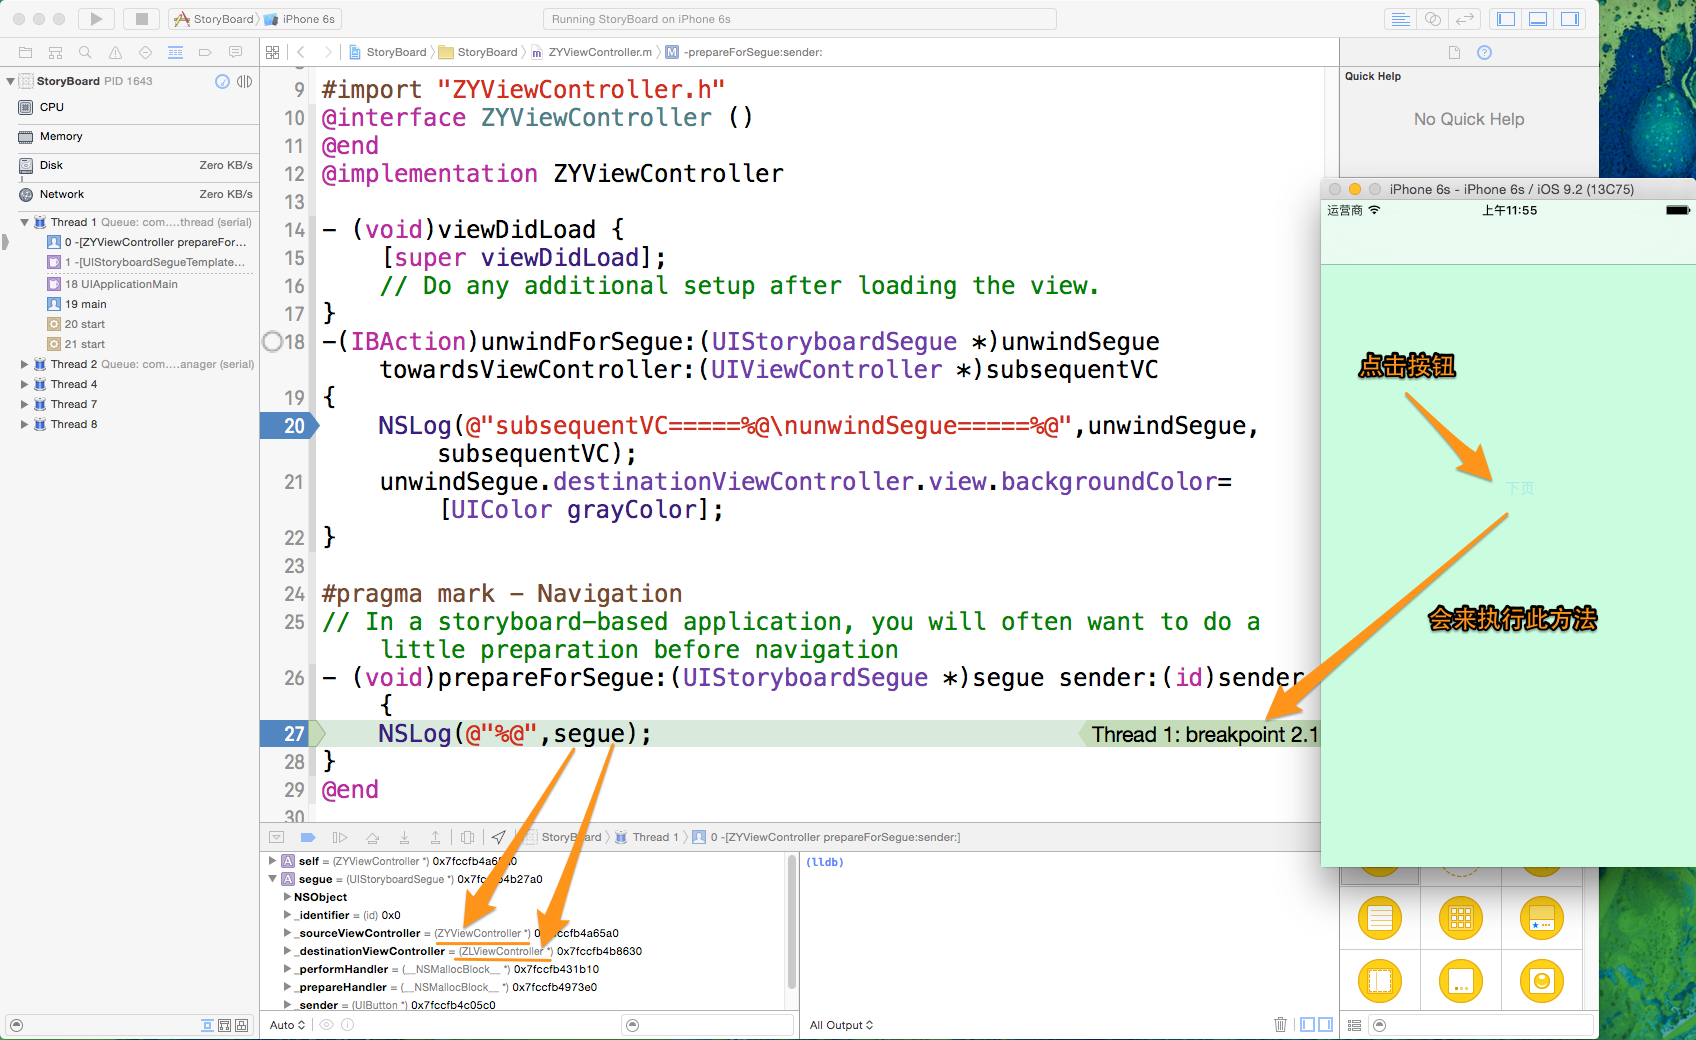 StoryBoard iPhone 6s
Running StoryBoard on iPhone 6s
StoryBoard StoryBoard ZYViewController.m -prepareForSegue:sender:
StoryBoard PID 1643
CPU
Memory
Disk Zero KB/s
Network Zero KB/s
Thread 1 Queue: com....thread (serial)
0 -[ZYViewController prepareFor...
1 -[UIStoryboardSegueTemplate...
18 UIApplicationMain
19 main
20 start
21 start
Thread 2 Queue: com....anager (serial)
Thread 4
Thread 7
Thread 8
9 #import "ZYViewController.h"
10 @interface ZYViewController ()
11 @end
12 @implementation ZYViewController
13
14 - (void)viewDidLoad {
15 [super viewDidLoad];
16 // Do any additional setup after loading the view.
17 }
18 -(IBAction)unwindForSegue:(UIStoryboardSegue *)unwindSegue
towardsViewController:(UIViewController *)subsequentVC
19 {
20 NSLog(@"subsequentVC=====%@\nunwindSegue=====%@",unwindSegue,
subsequentVC);
21 unwindSegue.destinationViewController.view.backgroundColor=
[UIColor grayColor];
22 }
23
24 #pragma mark - Navigation
25 // In a storyboard-based application, you will often want to do a
little preparation before navigation
26 - (void)prepareForSegue:(UIStoryboardSegue *)segue sender:(id)sender
{
27 NSLog(@"%@",segue); Thread 1: breakpoint 2.1
28 }
29 @end
30
Quick Help
No Quick Help
iPhone 6s - iPhone 6s / iOS 9.2 (13C75)
运营商 上午11:55
点击按钮
下页
会来执行此方法
StoryBoard Thread 1 0 -[ZYViewController prepareForSegue:sender:]
self = (ZYViewController *)
segue = (UIStoryboardSegue *)
NSObject
_identifier = (id) 0x0
_sourceViewController = (ZYViewController *)
_destinationViewController = (ZLViewController *) 0x7fccfb4b8630
_performHandler = (__NSMallocBlock__ *) 0x7fccfb431b10
_prepareHandler = (__NSMallocBlock__ *) 0x7fccfb4973e0
_sender = (UIButton *) 0x7fccfb4c05c0
(lldb)
Auto
All Output